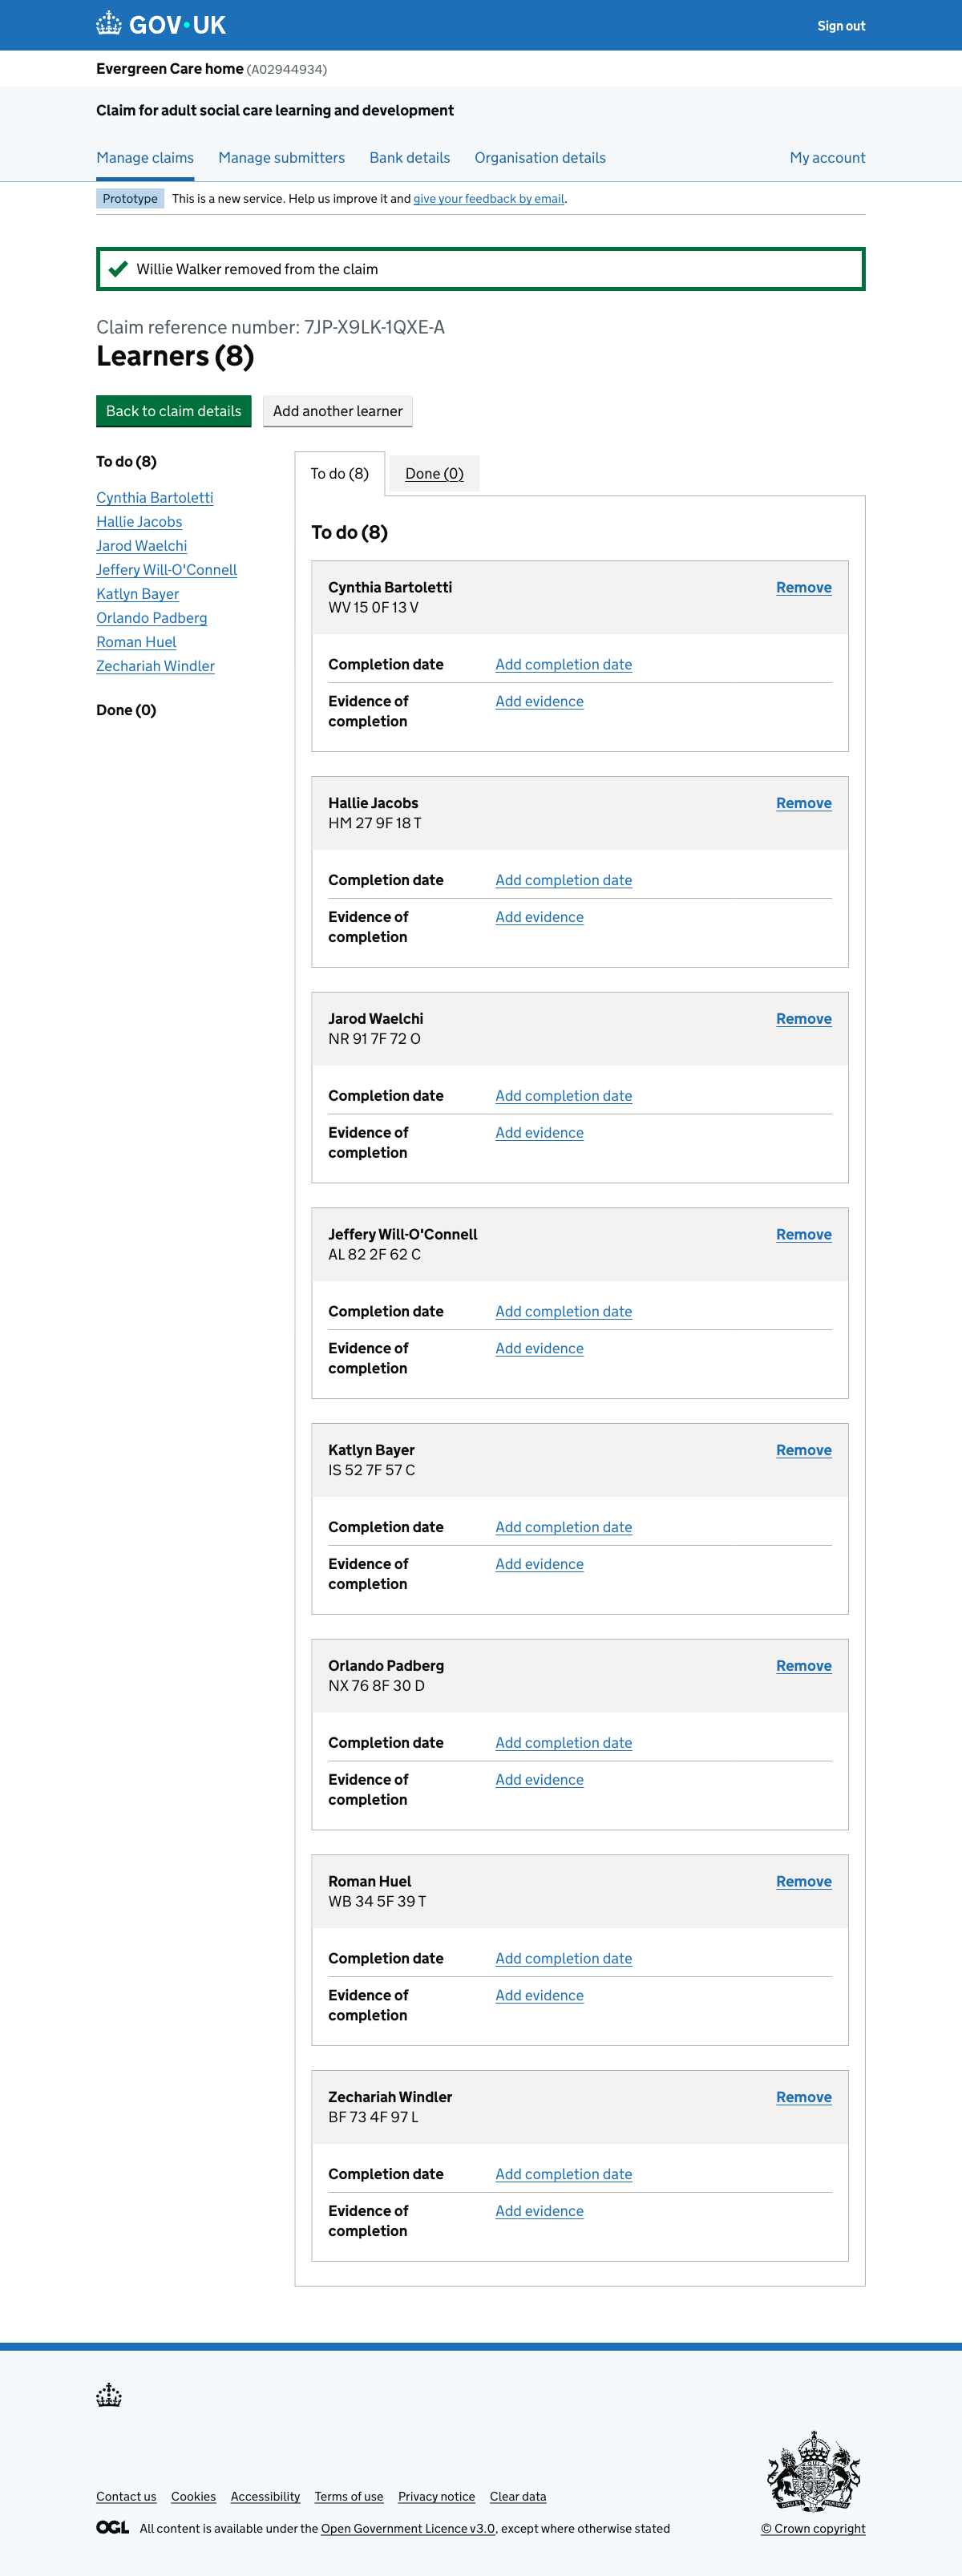 GOV•UK
Sign out
Evergreen Care home (A02944934)
Claim for adult social care learning and development
Manage claims Manage submitters Bank details Organisation details My account
Prototype This is a new service. Help us improve it and give your feedback by email.
Willie Walker removed from the claim
Claim reference number: 7JP-X9LK-1QXE-A
Learners (8)
Back to claim details Add another learner
To do (8)
Cynthia Bartoletti
Hallie Jacobs
Jarod Waelchi
Jeffery Will-O'Connell
Katlyn Bayer
Orlando Padberg
Roman Huel
Zechariah Windler
Done (0)
To do (8) Done (0)
To do (8)
Cynthia Bartoletti Remove
WV 15 0F 13 V
Completion date Add completion date
Evidence of Add evidence
completion
Hallie Jacobs Remove
HM 27 9F 18 T
Completion date Add completion date
Evidence of Add evidence
completion
Jarod Waelchi Remove
NR 91 7F 72 O
Completion date Add completion date
Evidence of Add evidence
completion
Jeffery Will-O'Connell Remove
AL 82 2F 62 C
Completion date Add completion date
Evidence of Add evidence
completion
Katlyn Bayer Remove
IS 52 7F 57 C
Completion date Add completion date
Evidence of Add evidence
completion
Orlando Padberg Remove
NX 76 8F 30 D
Completion date Add completion date
Evidence of Add evidence
completion
Roman Huel Remove
WB 34 5F 39 T
Completion date Add completion date
Evidence of Add evidence
completion
Zechariah Windler Remove
BF 73 4F 97 L
Completion date Add completion date
Evidence of Add evidence
completion
Contact us Cookies Accessibility Terms of use Privacy notice Clear data
OGL All content is available under the Open Government Licence v3.0, except where otherwise stated
© Crown copyright